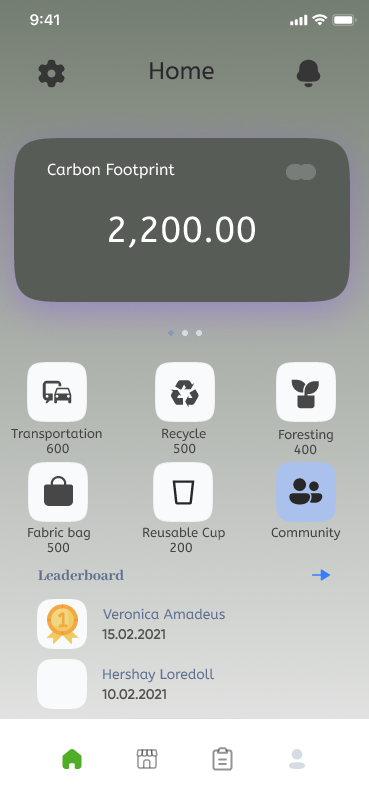 9:41
Home
Carbon Footprint
2,200.00
Transportation
600
Recycle
500
Foresting
400
Fabric bag
500
Reusable Cup
200
Community
Leaderboard
1
Veronica Amadeus
15.02.2021
Hershay Loredoll
10.02.2021